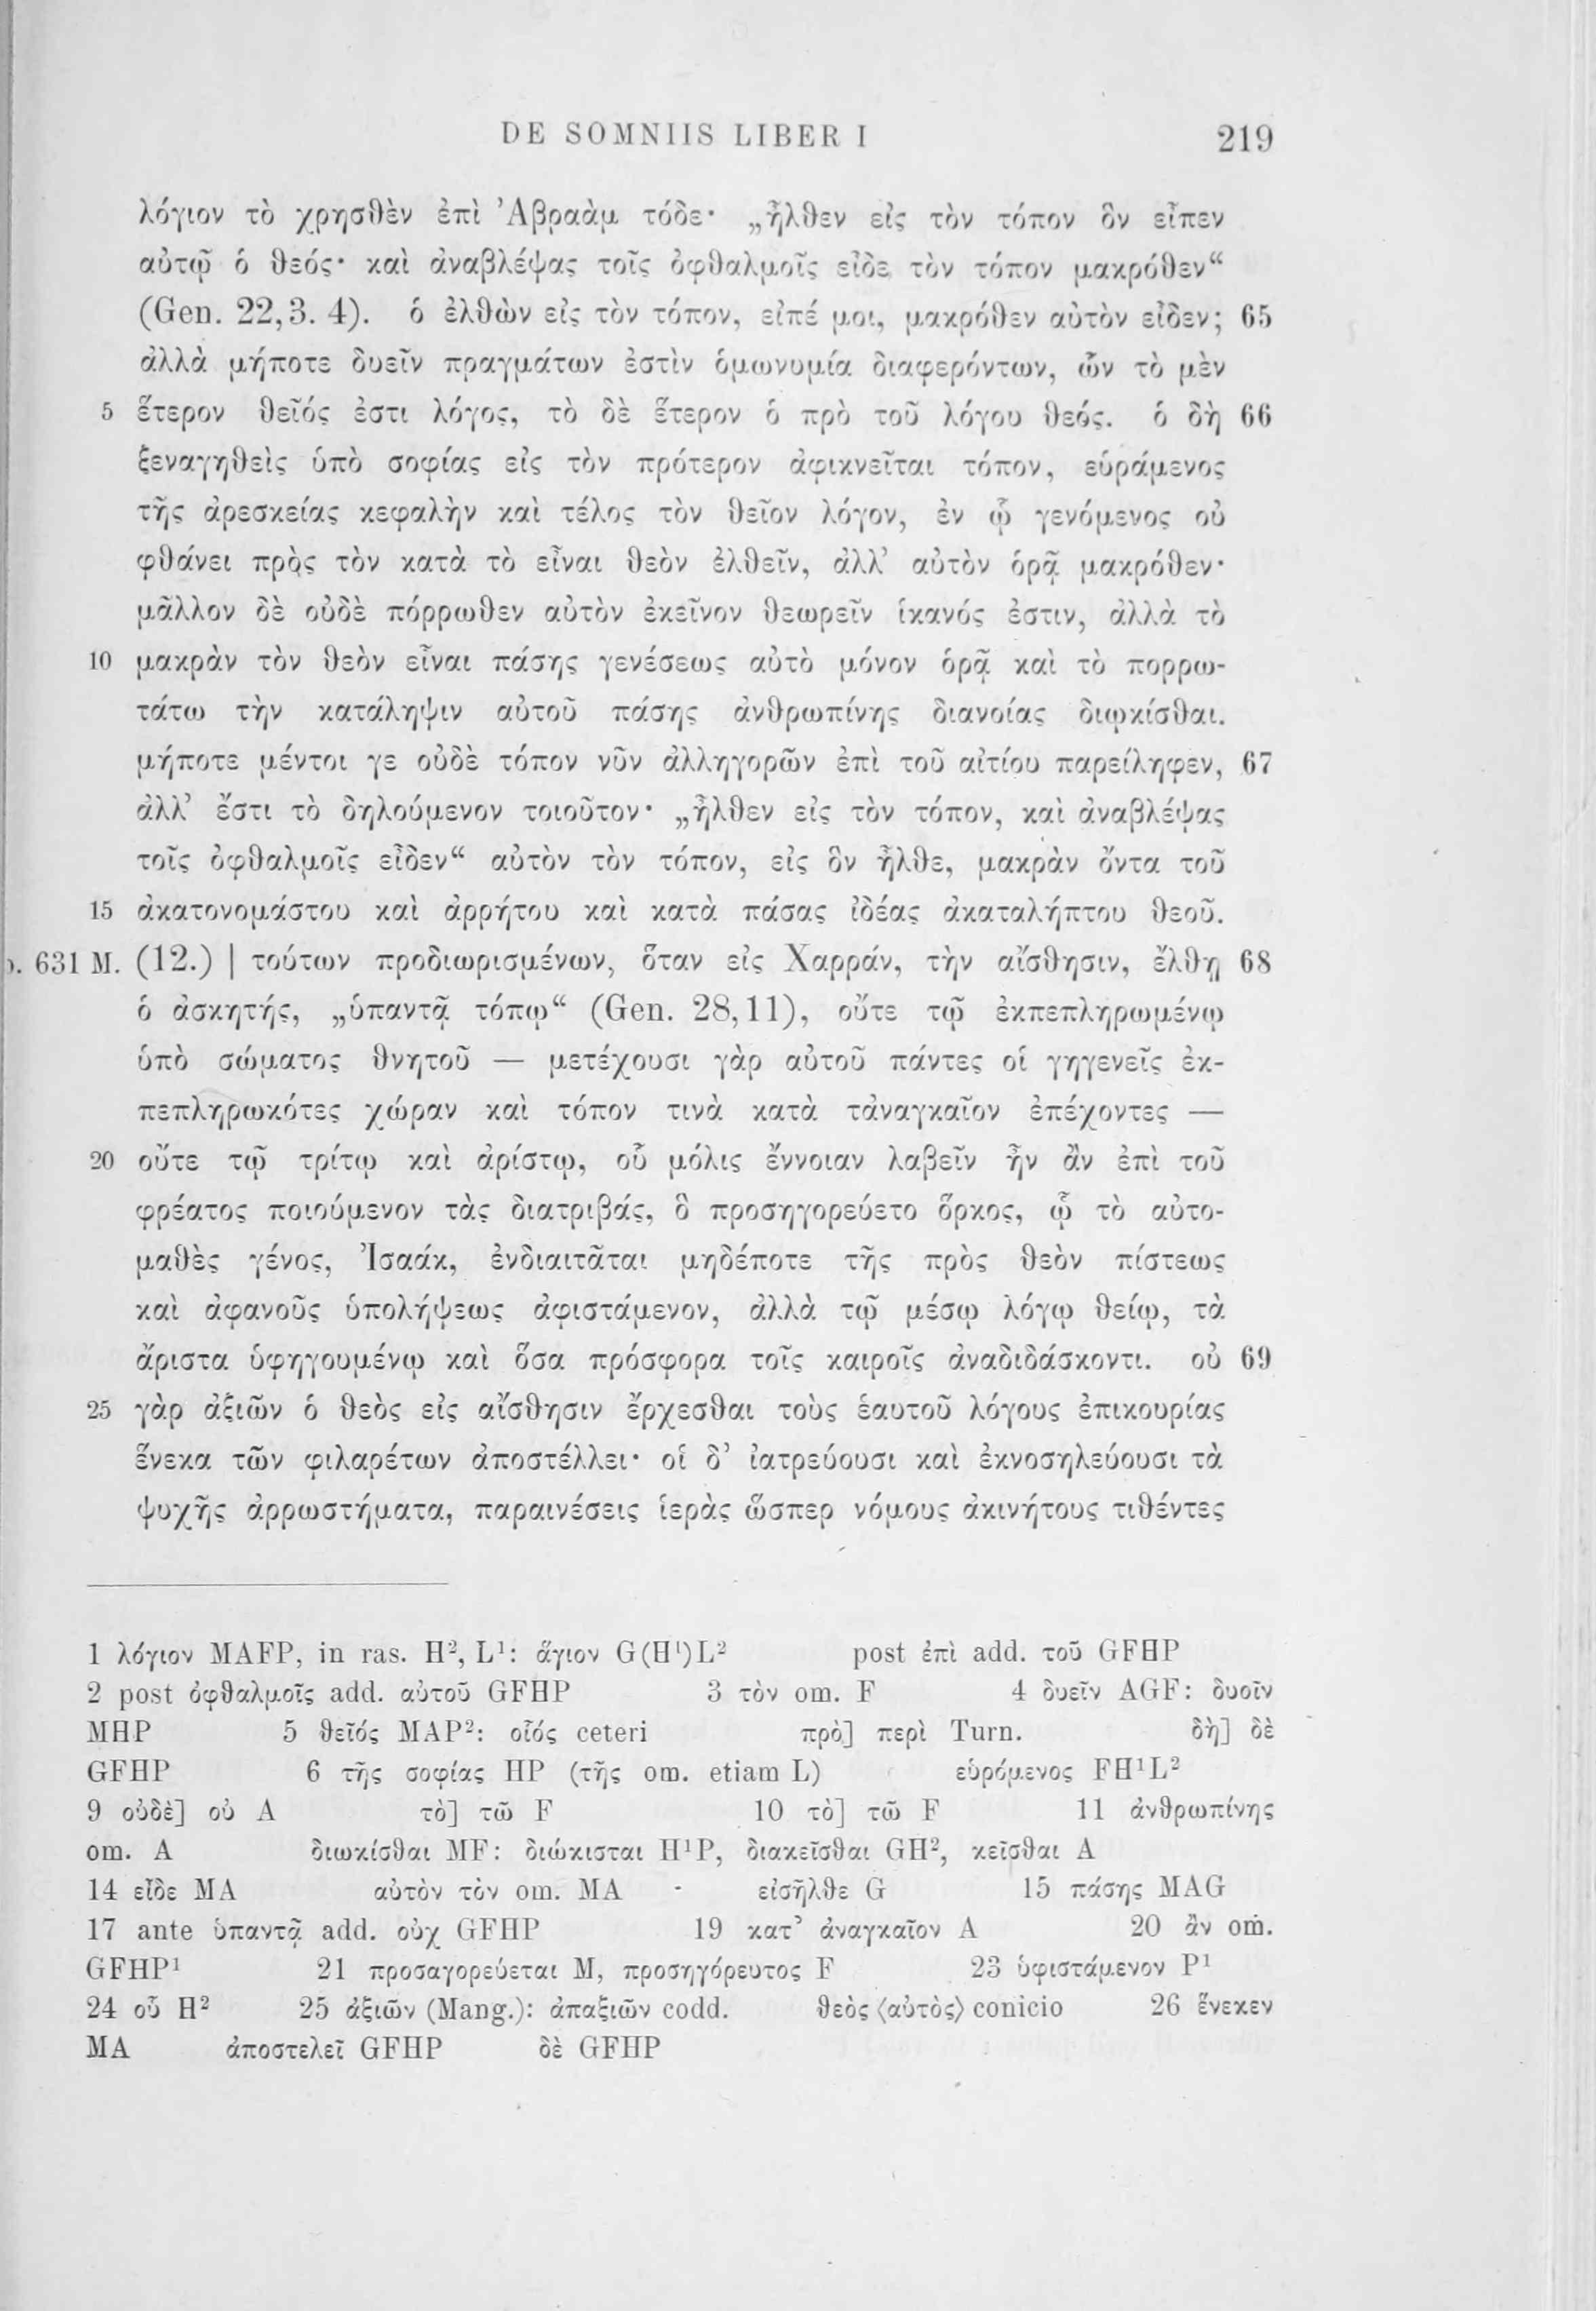 DE SOMNIIS LIBER I 219
λόγιον τὸ χρησθὲν ἐπὶ Ἀβραὰμ τόδε· „ἦλθεν εἰς τὸν τόπον ὃν εἶπεν
αὐτῷ ὁ θεός· καὶ ἀναβλέψας τοῖς ὀφθαλμοῖς εἶδε τὸν τόπον μακρόθεν“
(Gen. 22,3. 4). ὁ ἐλθὼν εἰς τὸν τόπον, εἰπέ μοι, μακρόθεν αὐτὸν εἶδεν; 65
ἀλλὰ μήποτε δυεῖν πραγμάτων ἐστὶν ὁμωνυμία διαφερόντων, ὧν τὸ μὲν
5 ἕτερον θεῖός ἐστι λόγος, τὸ δὲ ἕτερον ὁ πρὸ τοῦ λόγου θεός. ὁ δὴ 66
ξεναγηθεὶς ὑπὸ σοφίας εἰς τὸν πρότερον ἀφικνεῖται τόπον, εὑράμενος
τῆς ἀρεσκείας κεφαλὴν καὶ τέλος τὸν θεῖον λόγον, ἐν ᾧ γενόμενος οὐ
φθάνει πρὸς τὸν κατὰ τὸ εἶναι θεὸν ἐλθεῖν, ἀλλ’ αὐτὸν ὁρᾷ μακρόθεν·
μᾶλλον δὲ οὐδὲ πόρρωθεν αὐτὸν ἐκεῖνον θεωρεῖν ἱκανός ἐστιν, ἀλλὰ τὸ
10 μακρὰν τὸν θεὸν εἶναι πάσης γενέσεως αὐτὸ μόνον ὁρᾷ καὶ τὸ πορρω-
τάτω τὴν κατάληψιν αὐτοῦ πάσης ἀνθρωπίνης διανοίας διῳκίσθαι.
μήποτε μέντοι γε οὐδὲ τόπον νῦν ἀλληγορῶν ἐπὶ τοῦ αἰτίου παρείληφεν, 67
ἀλλ’ ἔστι τὸ δηλούμενον τοιοῦτον· „ἦλθεν εἰς τὸν τόπον, καὶ ἀναβλέψας
τοῖς ὀφθαλμοῖς εἶδεν“ αὐτὸν τὸν τόπον, εἰς ὃν ἦλθε, μακρὰν ὄντα τοῦ
15 ἀκατονομάστου καὶ ἀρρήτου καὶ κατὰ πάσας ἰδέας ἀκαταλήπτου θεοῦ.
p. 631 M. (12.) | τούτων προδιωρισμένων, ὅταν εἰς Χαρράν, τὴν αἴσθησιν, ἔλθῃ 68
ὁ ἀσκητής, „ὑπαντᾷ τόπῳ“ (Gen. 28,11), οὔτε τῷ ἐκπεπληρωμένῳ
ὑπὸ σώματος θνητοῦ — μετέχουσι γὰρ αὐτοῦ πάντες οἱ γηγενεῖς ἐκ-
πεπληρωκότες χώραν καὶ τόπον τινὰ κατὰ τἀναγκαῖον ἐπέχοντες —
20 οὔτε τῷ τρίτῳ καὶ ἀρίστῳ, οὗ μόλις ἔννοιαν λαβεῖν ἦν ἂν ἐπὶ τοῦ
φρέατος ποιούμενον τὰς διατριβάς, ὃ προσηγορεύετο ὅρκος, ᾧ τὸ αὐτο-
μαθὲς γένος, Ἰσαάκ, ἐνδιαιτᾶται μηδέποτε τῆς πρὸς θεὸν πίστεως
καὶ ἀφανοῦς ὑπολήψεως ἀφιστάμενον, ἀλλὰ τῷ μέσῳ λόγῳ θείῳ, τὰ
ἄριστα ὑφηγουμένῳ καὶ ὅσα πρόσφορα τοῖς καιροῖς ἀναδιδάσκοντι. οὐ 69
25 γὰρ ἀξιῶν ὁ θεὸς εἰς αἴσθησιν ἔρχεσθαι τοὺς ἑαυτοῦ λόγους ἐπικουρίας
ἕνεκα τῶν φιλαρέτων ἀποστέλλει· οἱ δ’ ἰατρεύουσι καὶ ἐκνοσηλεύουσι τὰ
ψυχῆς ἀρρωστήματα, παραινέσεις ἱερὰς ὥσπερ νόμους ἀκινήτους τιθέντες
1 λόγιον MAFP, in ras. H², L¹: ἅγιον G(H¹)L² post ἐπὶ add. τοῦ GFHP
2 post ὀφθαλμοῖς add. αὐτοῦ GFHP 3 τὸν om. F 4 δυεῖν AGF: δυοῖν
MHP 5 θεῖός MAP²: οἷός ceteri πρὸ] περὶ Turn. δὴ] δὲ
GFHP 6 τῆς σοφίας HP (τῆς om. etiam L) εὑρόμενος FH¹L²
9 οὐδὲ] οὐ A τὸ] τῶ F 10 τὸ] τῶ F 11 ἀνθρωπίνης
om. A διωκίσθαι MF: διώκισται H¹P, διακεῖσθαι GH², κεῖσθαι A
14 εἶδε MA αὐτὸν τὸν om. MA εἰσῆλθε G 15 πάσης MAG
17 ante ὑπαντᾷ add. οὐχ GFHP 19 κατ’ ἀναγκαῖον A 20 ἂν om.
GFHP¹ 21 προσαγορεύεται M, προσηγόρευτος F 23 ὑφιστάμενον P¹
24 οὗ H² 25 ἀξιῶν (Mang.): ἀπαξιῶν codd. θεὸς ⟨αὐτὸς⟩ conicio 26 ἕνεκεν
MA ἀποστελεῖ GFHP δὲ GFHP